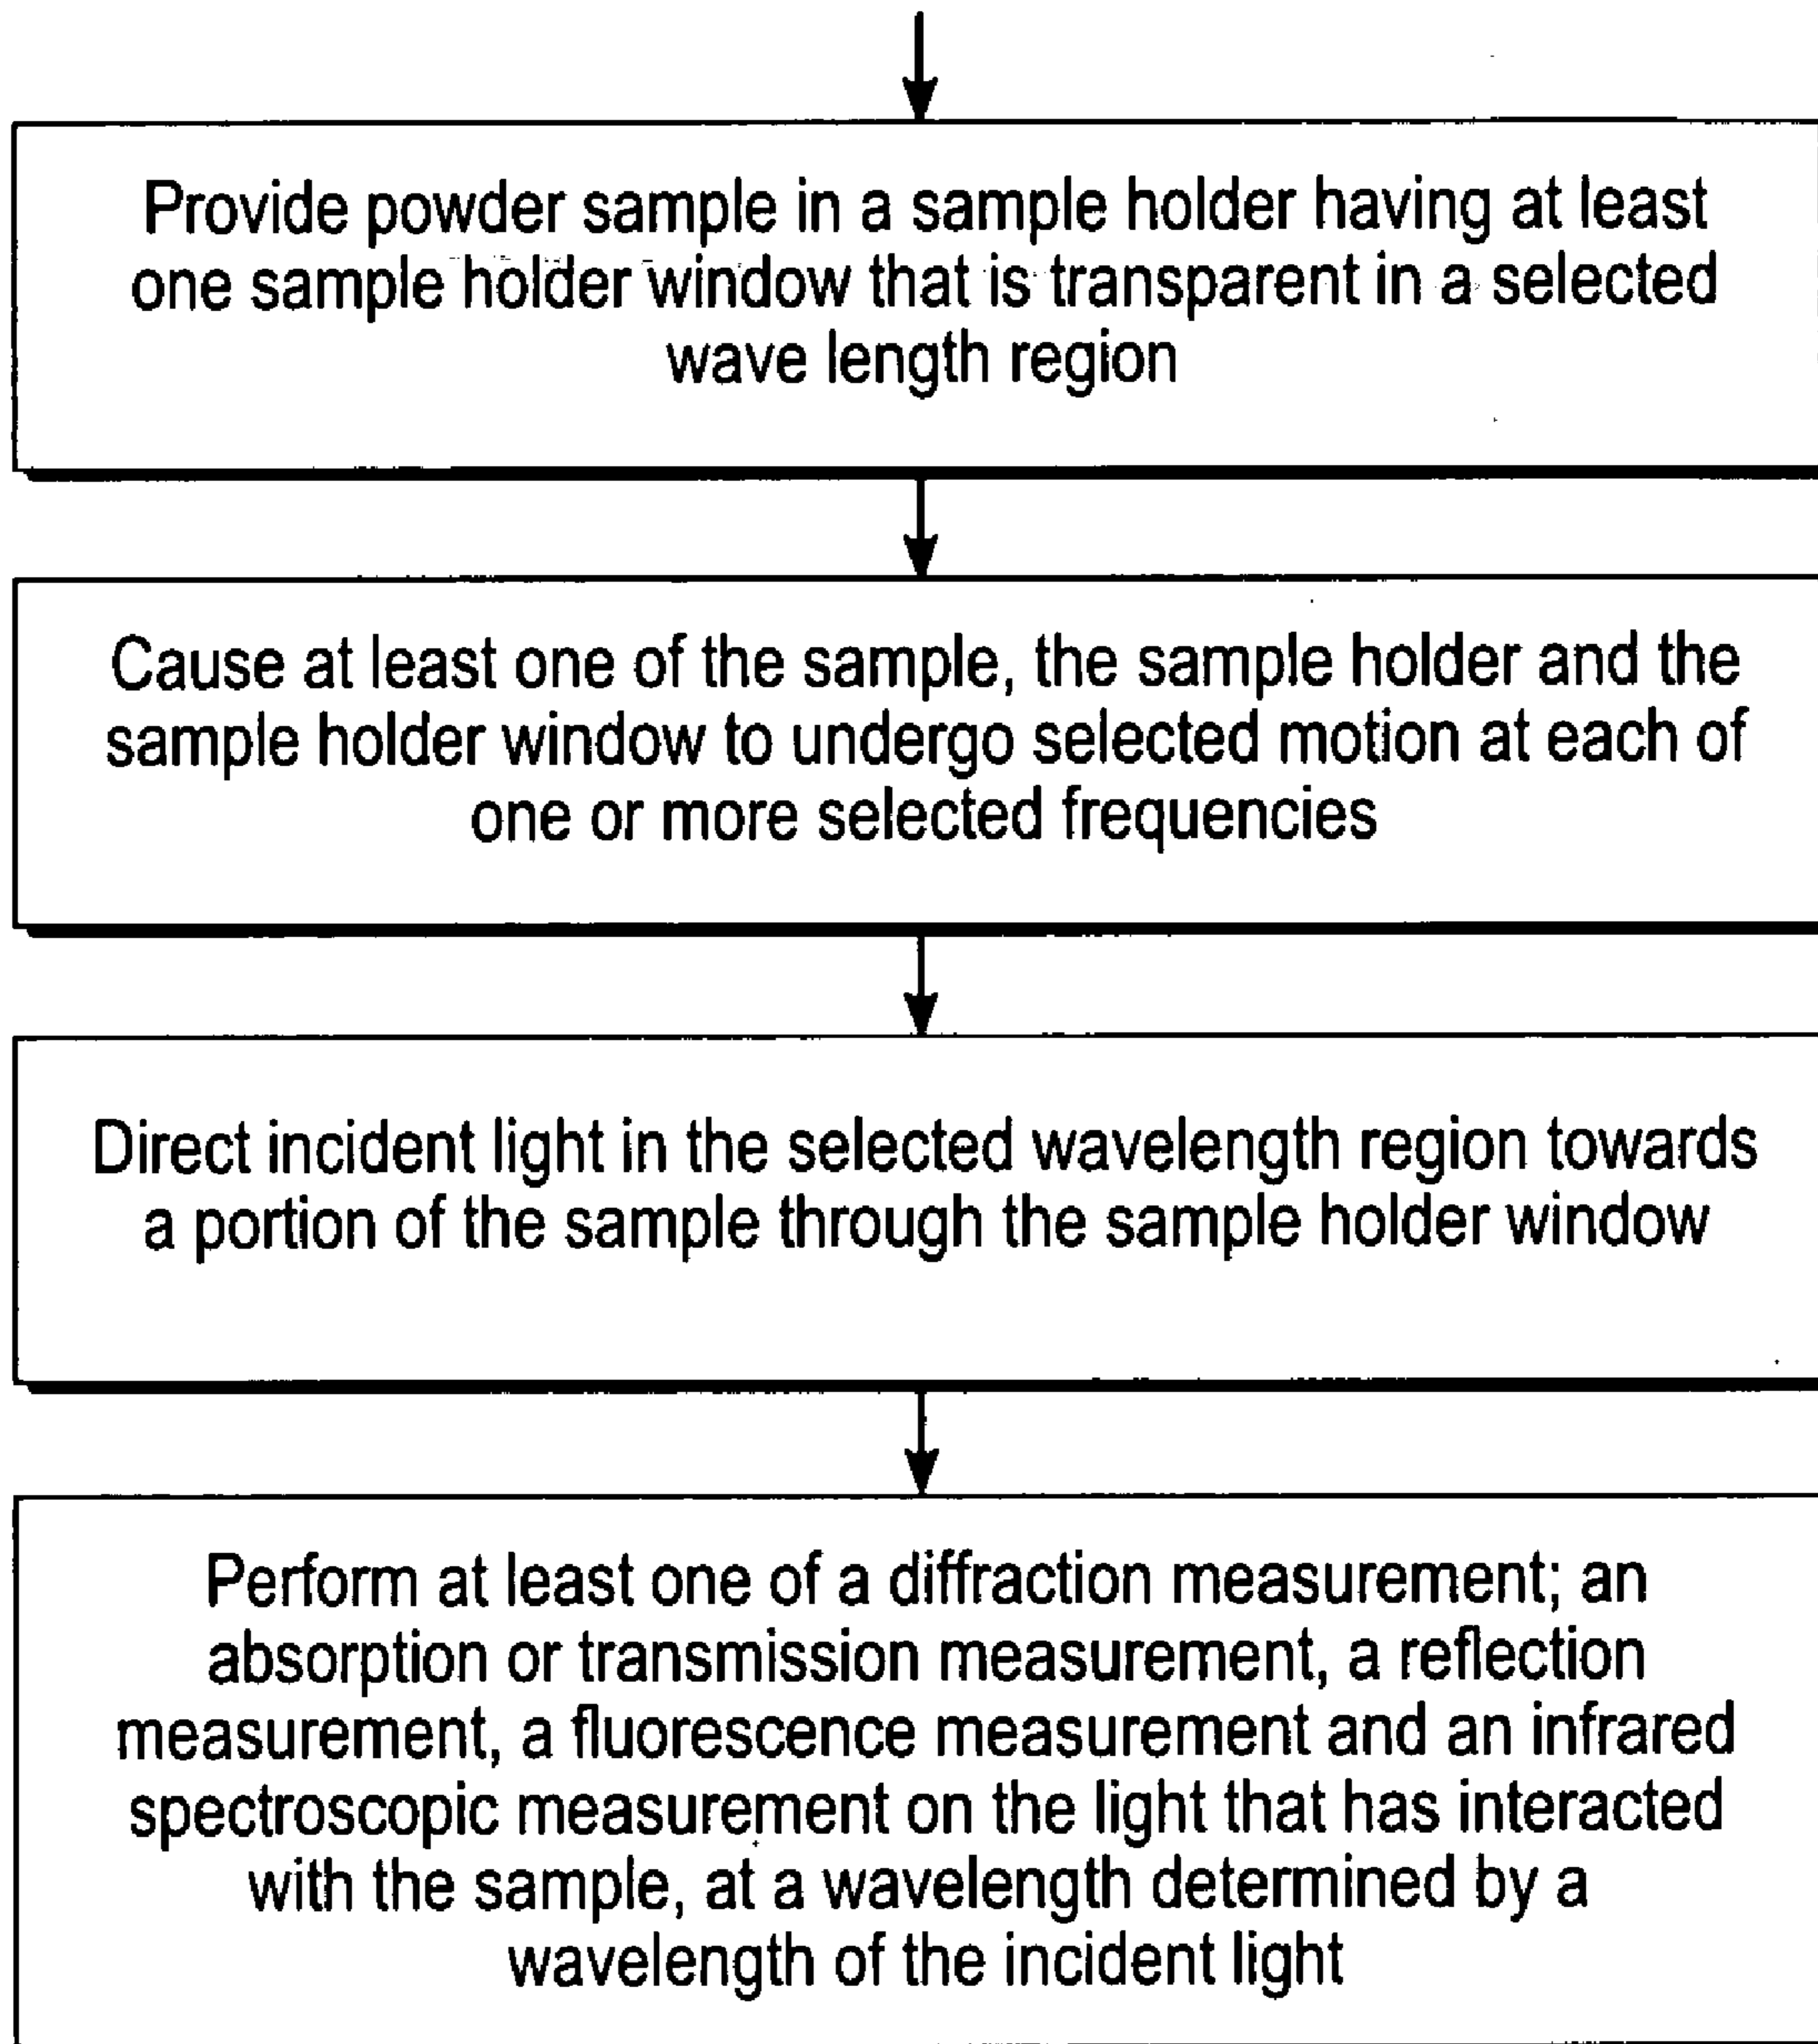 Provide powder sample in a sample holder having at least
one sample holder window that is transparent in a selected
wave length region
Cause at least one of the sample, the sample holder and the
sample holder window to undergo selected motion at each of
one or more selected frequencies
Direct incident light in the selected wavelength region towards
a portion of the sample through the sample holder window
Perform at least one of a diffraction measurement; an
absorption or transmission measurement, a reflection
measurement, a fluorescence measurement and an infrared
spectroscopic measurement on the light that has interacted
with the sample, at a wavelength determined by a
wavelength of the incident light